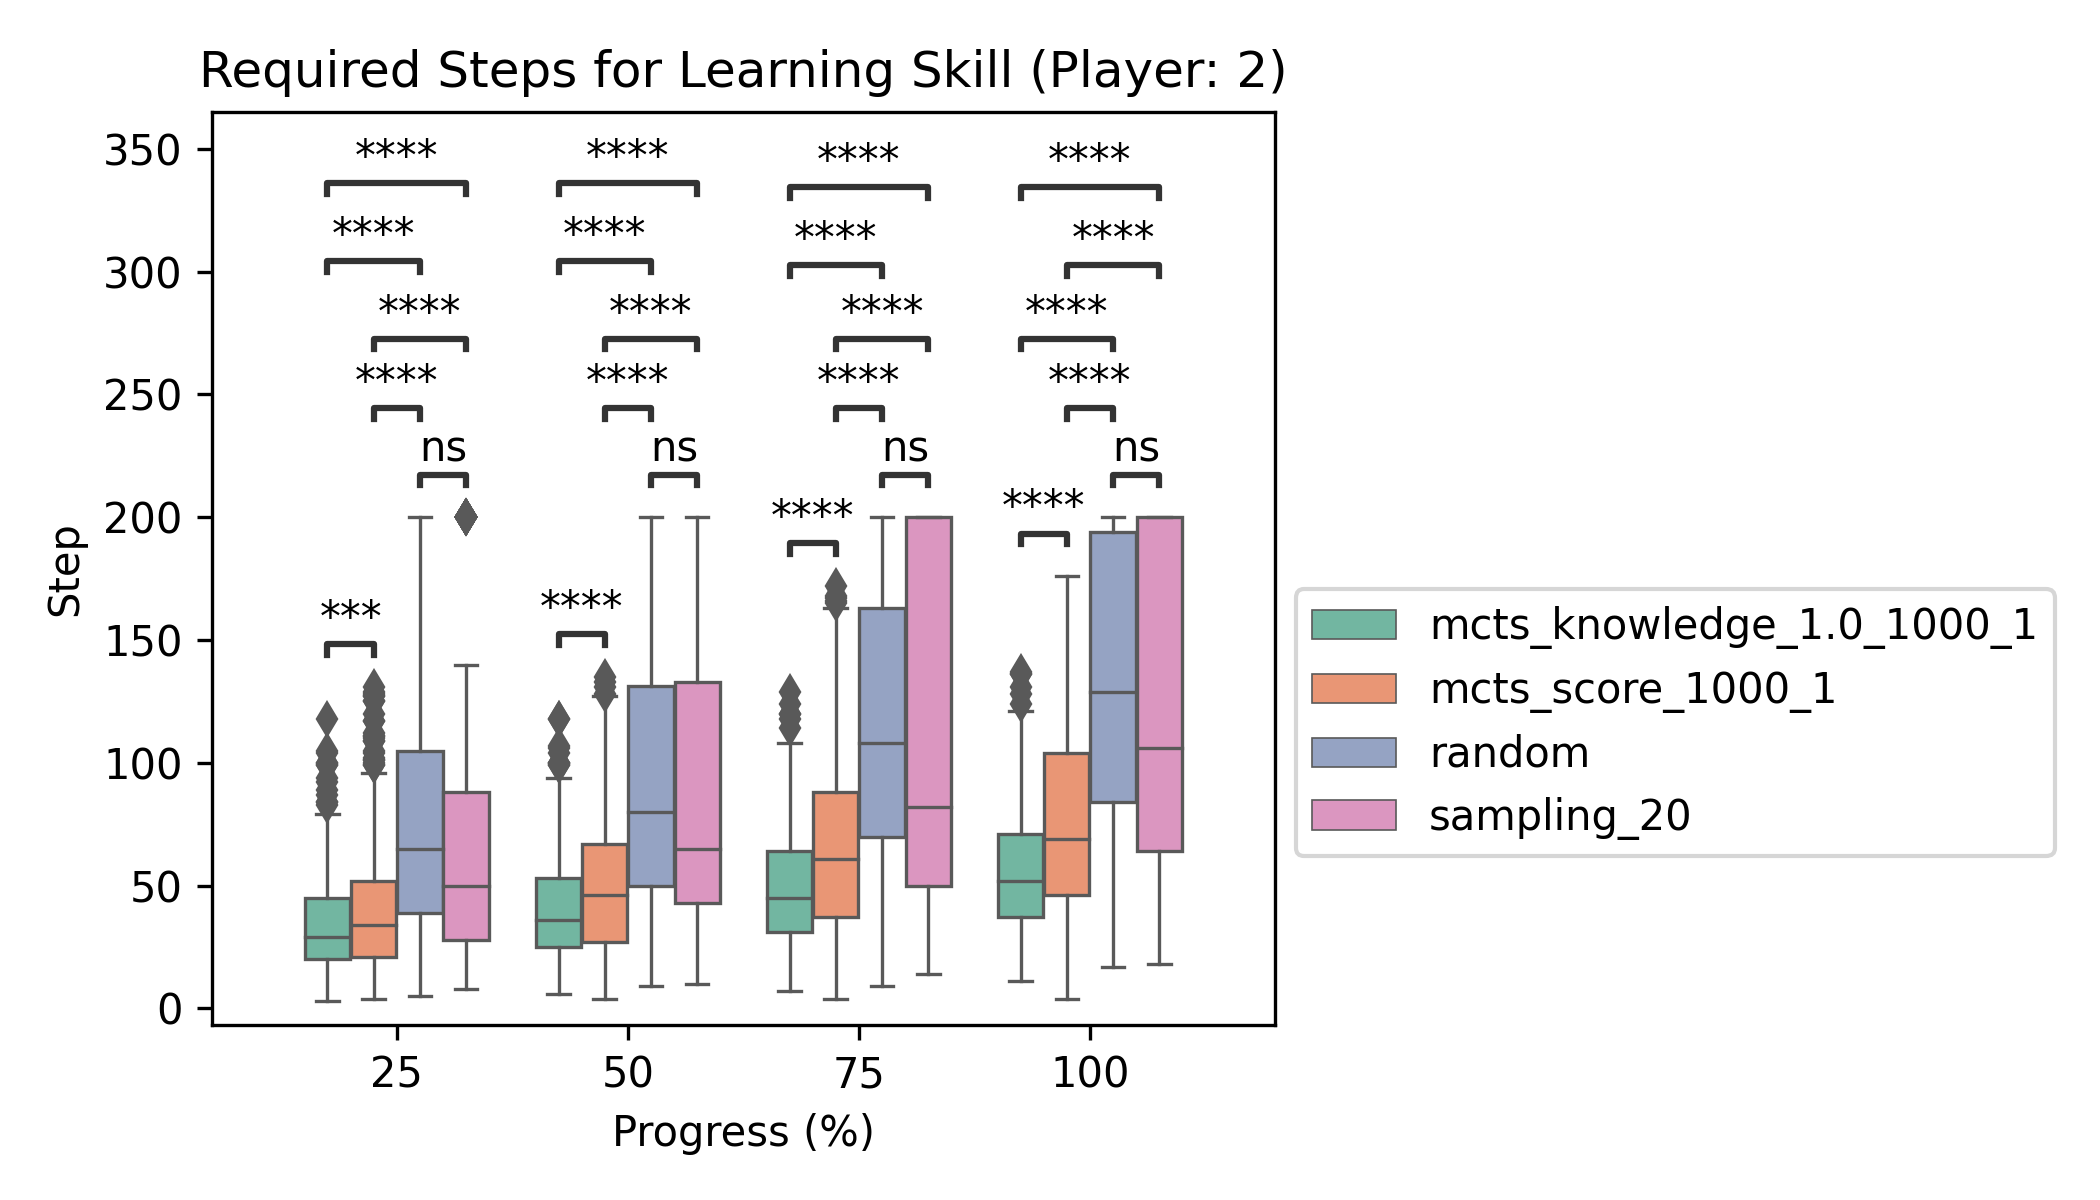 Required Steps for Learning Skill (Player: 2)
350
300
250
200
150
100
50
0
Step
**** **** **** ****
**** **** **** ****
**** **** **** ****
**** **** **** ****
ns ns ns ns
**** ****
*** ****
25 50 75 100
Progress (%)
mcts_knowledge_1.0_1000_1
mcts_score_1000_1
random
sampling_20